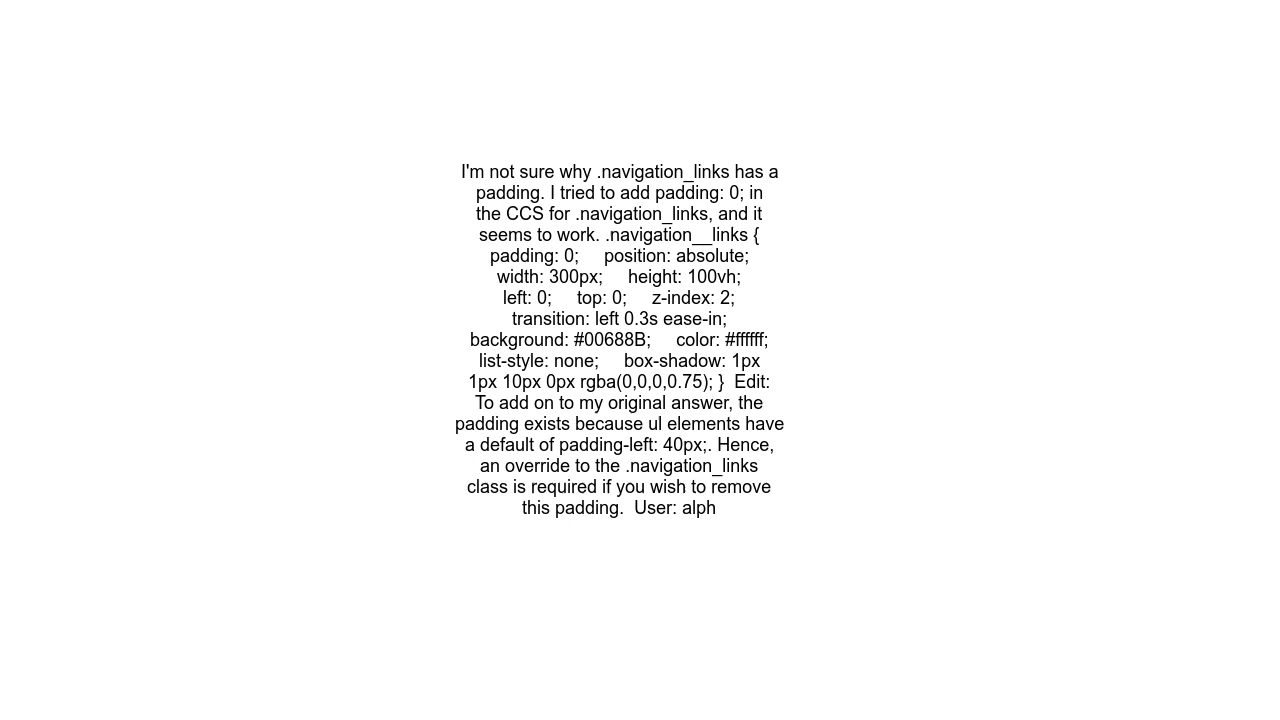 I'm not sure why .navigation_links has a
padding. I tried to add padding: 0; in
the CCS for .navigation_links, and it
seems to work. .navigation__links {
padding: 0;     position: absolute;
width: 300px;     height: 100vh;
left: 0;     top: 0;     z-index: 2;
transition: left 0.3s ease-in;
background: #00688B;     color: #ffffff;
list-style: none;     box-shadow: 1px
1px 10px 0px rgba(0,0,0,0.75); }  Edit:
To add on to my original answer, the
padding exists because ul elements have
a default of padding-left: 40px;. Hence,
an override to the .navigation_links
class is required if you wish to remove
this padding.  User: alph